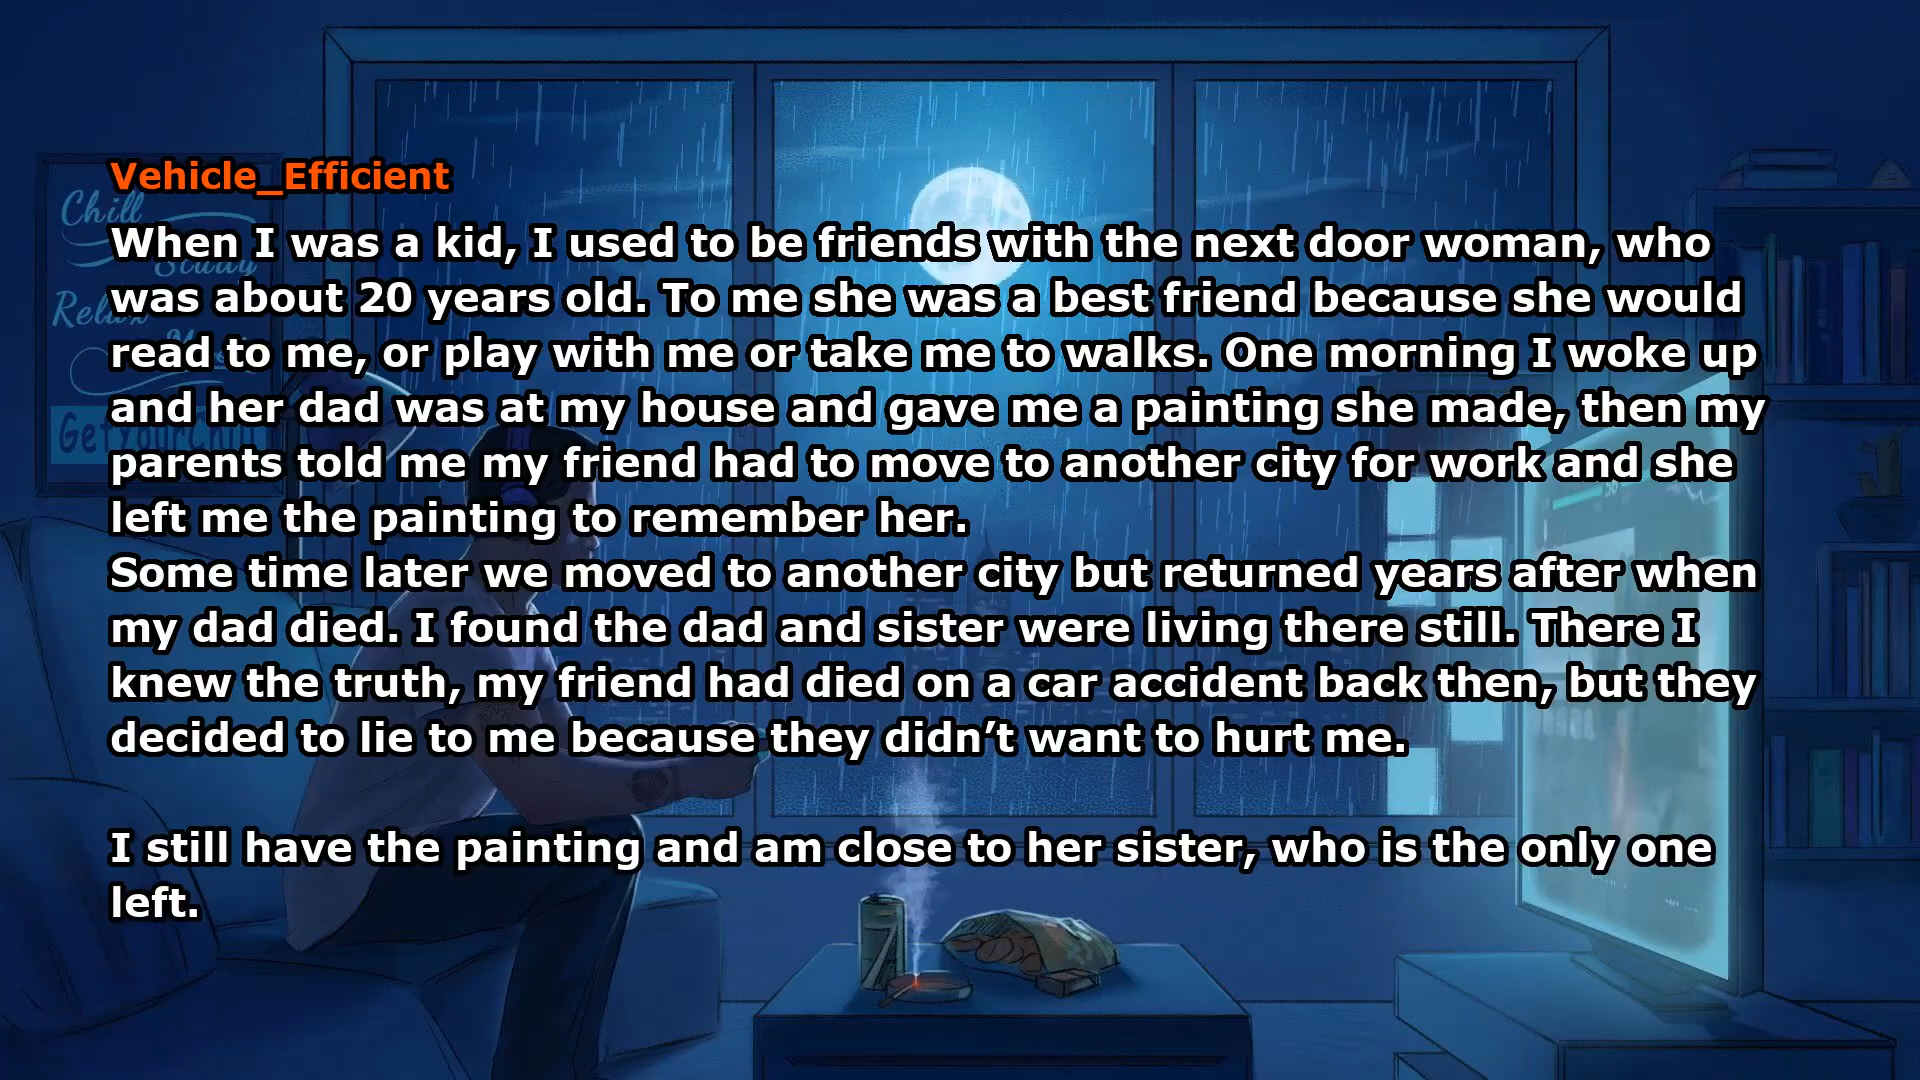 Vehicle_Efficient
When I was a kid, I used to be friends with the next door woman, who
was about 20 years old. To me she was a best friend because she would
read to me, or play with me or take me to walks. One morning I woke up
and her dad was at my house and gave me a painting she made, then my
parents told me my friend had to move to another city for work and she
left me the painting to remember her.
Some time later we moved to another city but returned years after when
my dad died. I found the dad and sister were living there still. There I
knew the truth, my friend had died on a car accident back then, but they
decided to lie to me because they didn’t want to hurt me.
I still have the painting and am close to her sister, who is the only one
left.
Chill
Study
Relax